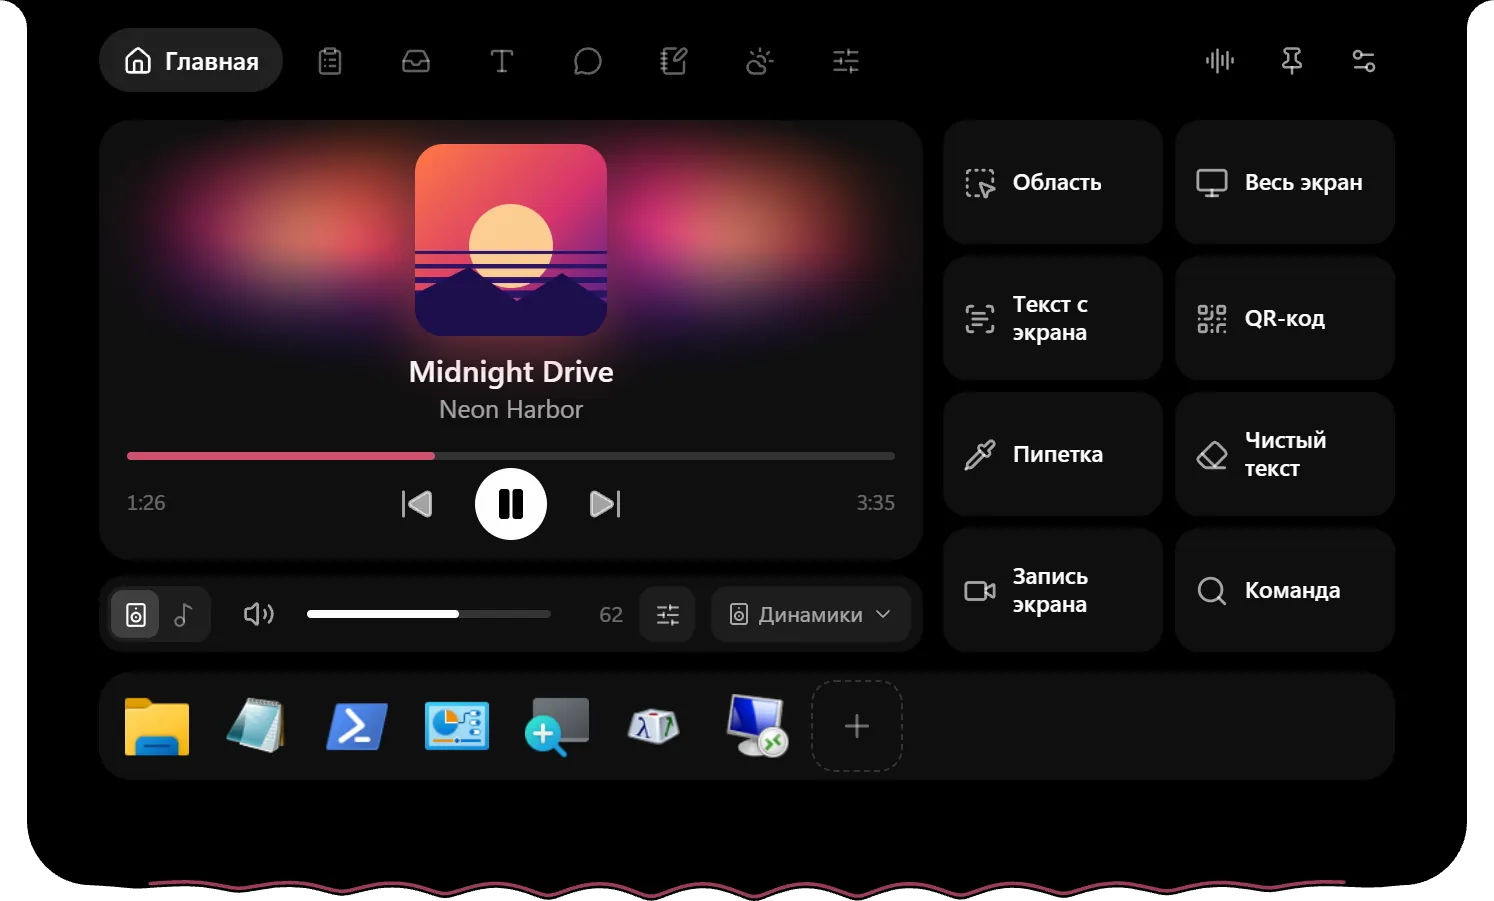 Главная
Midnight Drive
Neon Harbor
1:26
3:35
62
Динамики
Область
Весь экран
Текст с
экрана
QR-код
Пипетка
Чистый
текст
Запись
экрана
Команда